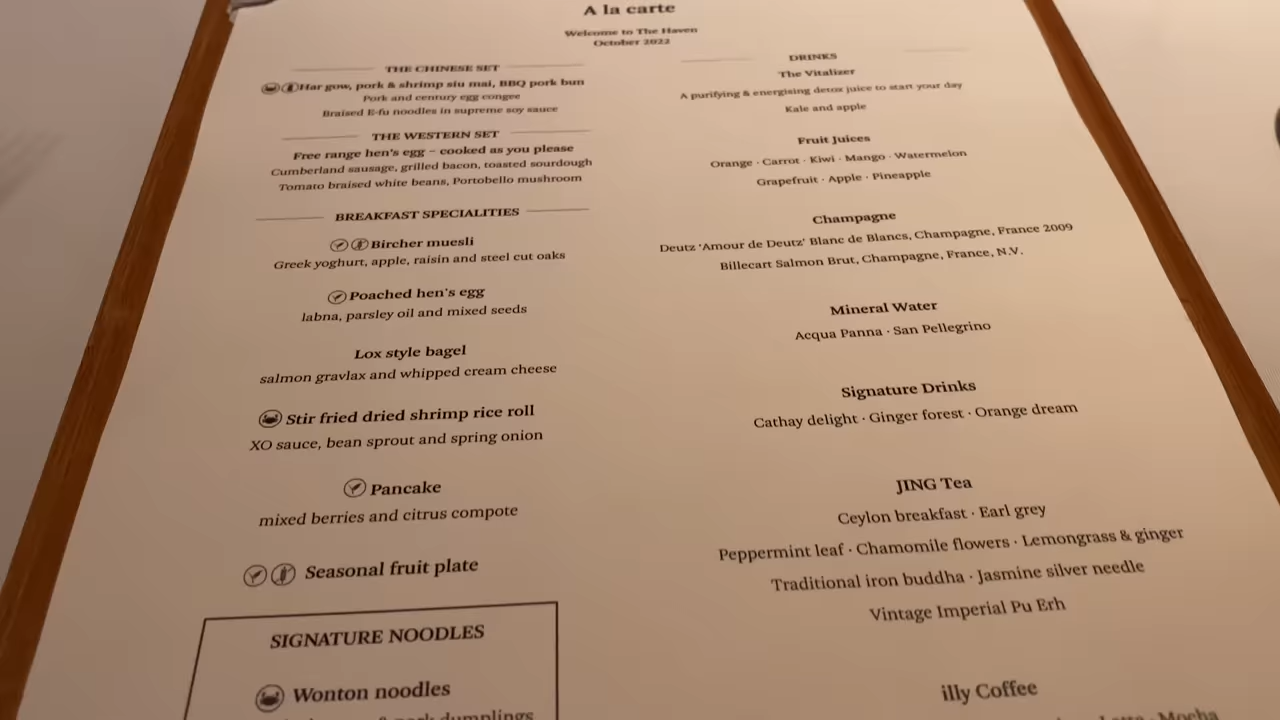 A la carte
Welcome to The Haven
October 2022
THE CHINESE SET
Har gow, pork & shrimp siu mai, BBQ pork bun
Pork and century egg congee
Braised E-fu noodles in supreme soy sauce
THE WESTERN SET
Free range hen's egg – cooked as you please
Cumberland sausage, grilled bacon, toasted sourdough
Tomato braised white beans, Portobello mushroom
BREAKFAST SPECIALITIES
Bircher muesli
Greek yoghurt, apple, raisin and steel cut oaks
Poached hen's egg
labna, parsley oil and mixed seeds
Lox style bagel
salmon gravlax and whipped cream cheese
Stir fried dried shrimp rice roll
XO sauce, bean sprout and spring onion
Pancake
mixed berries and citrus compote
Seasonal fruit plate
SIGNATURE NOODLES
Wonton noodles
& pork dumplings
DRINKS
The Vitalizer
A purifying & energising detox juice to start your day
Kale and apple
Fruit Juices
Orange · Carrot · Kiwi · Mango · Watermelon
Grapefruit · Apple · Pineapple
Champagne
Deutz 'Amour de Deutz' Blanc de Blancs, Champagne, France 2009
Billecart Salmon Brut, Champagne, France, N.V.
Mineral Water
Acqua Panna · San Pellegrino
Signature Drinks
Cathay delight · Ginger forest · Orange dream
JING Tea
Ceylon breakfast · Earl grey
Peppermint leaf · Chamomile flowers · Lemongrass & ginger
Traditional iron buddha · Jasmine silver needle
Vintage Imperial Pu Erh
illy Coffee
· Mocha